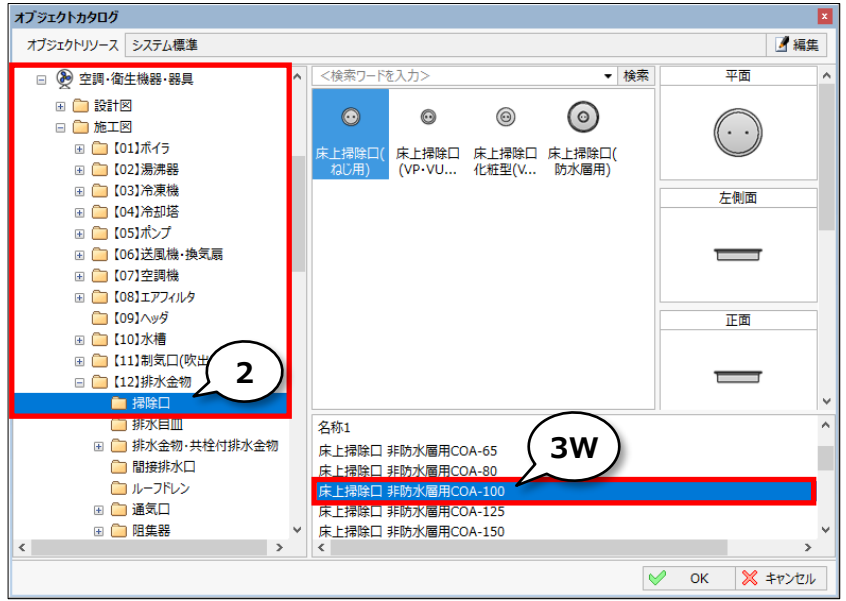 オブジェクトカタログ
オブジェクトリソース システム標準
編集
空調・衛生機器・器具
設計図
施工図
【01】ボイラ
【02】湯沸器
【03】冷凍機
【04】冷却塔
【05】ポンプ
【06】送風機・換気扇
【07】空調機
【08】エアフィルタ
【09】ヘッダ
【10】水槽
【11】制気口(吹出
【12】排水金物
2
掃除口
排水目皿
排水金物・共栓付排水金物
間接排水口
ルーフドレン
通気口
阻集器
<検索ワードを入力>
検索
床上掃除口(
ねじ用)
床上掃除口
(VP・VU...
床上掃除口
化粧型(V...
床上掃除口(
防水層用)
平面
左側面
正面
名称1
床上掃除口 非防水層用COA-65
床上掃除口 非防水層用COA-80
床上掃除口 非防水層用COA-100
床上掃除口 非防水層用COA-125
床上掃除口 非防水層用COA-150
3W
OK
キャンセル